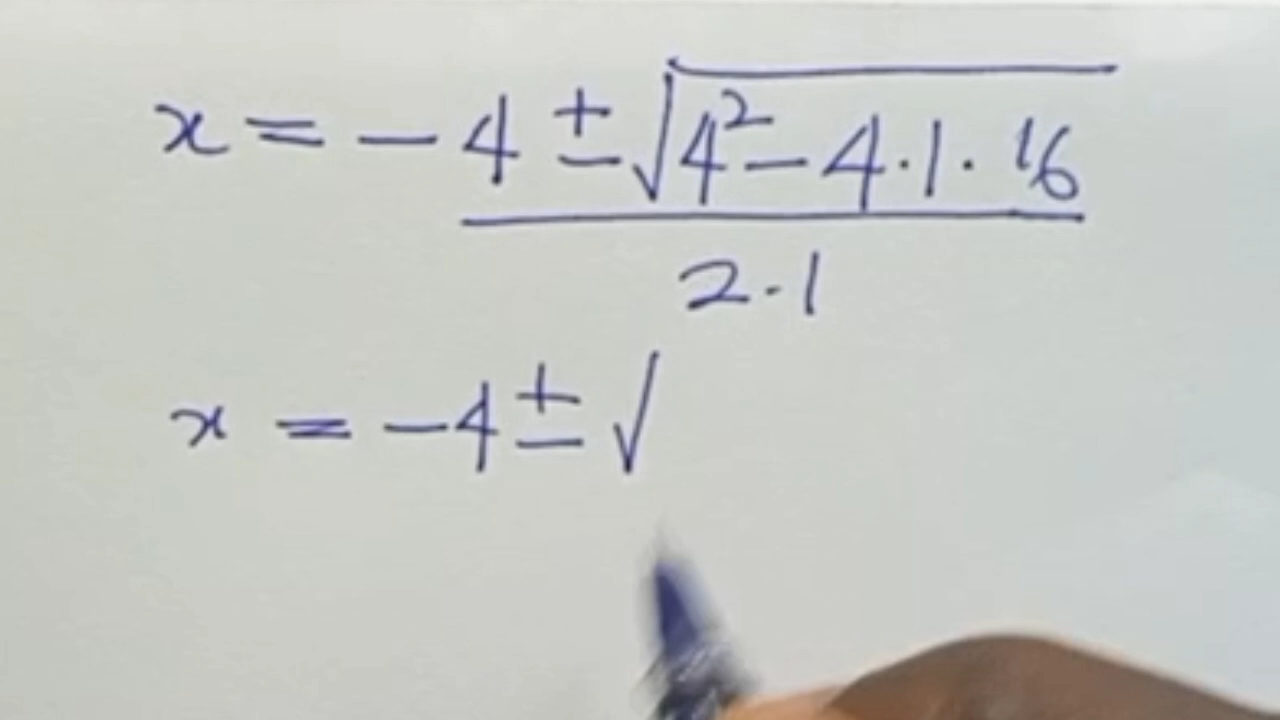 x = -4 ± √4² - 4·1·16
2·1
x = -4 ± √